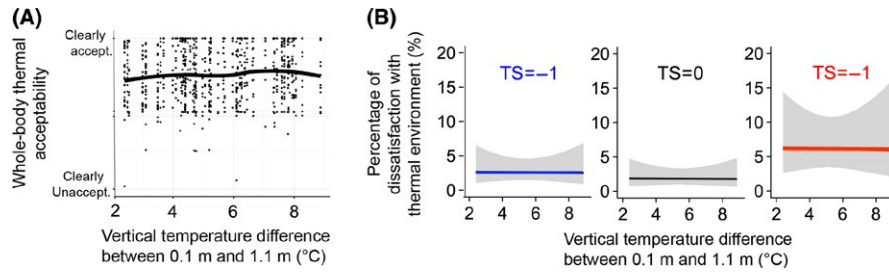 (A)
Whole-body thermal
acceptability
Clearly
accept.
Clearly
Unaccept.
2 4 6 8
Vertical temperature difference
between 0.1 m and 1.1 m (°C)
(B)
Percentage of
dissatisfaction with
thermal environment (%)
20
15
10
5
0
TS=–1
2 4 6 8
20
15
10
5
0
TS=0
2 4 6 8
20
15
10
5
0
TS=–1
2 4 6 8
Vertical temperature difference
between 0.1 m and 1.1 m (°C)